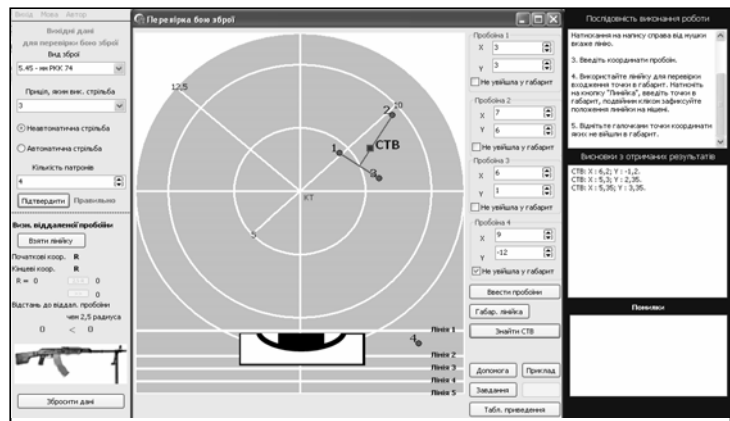 Вихід Мова Автор
Вихідні дані
для перевірки бою зброї
Вид зброї
5.45 - мм РКК 74
Приціл, яким вик. стрільба
3
Неавтоматична стрільба
Автоматична стрільба
Кількість патронів
4
Підтвердити Правильно
Визн. віддаленої пробоїни
Взяти лінійку
Початкові коор. R
Кінцеві коор. R
R = 0 0
0
Відстань до віддал. пробоїни
чем 2,5 радиуса
0 < 0
Збросити дані
Перевірка бою зброї
12,5
10
2
СТВ
1
3
КТ
5
4
Лінія 1
Лінія 2
Лінія 3
Лінія 4
Лінія 5
Пробоїна 1
X 3
Y 3
Не увійшла у габарит
Пробоїна 2
X 7
Y 6
Не увійшла у габарит
Пробоїна 3
X 6
Y 1
Не увійшла у габарит
Пробоїна 4
X 9
Y -12
Не увійшла у габарит
Ввести пробоїни
Габар. лінійка
Знайти СТВ
Допомога Приклад
Завдання
Табл. приведення
Послідовність виконання роботи
Натискання на напису справа від мушки
вкаже лінію.
3. Введіть координати пробоїн.
4. Використайте лінійку для перевірки
входження точки в габарит. Натисніть
на кнопку "Линійка", введіть точки в
габарит, подвійним кліком зафіксуйте
положення лінійки на мішені.
5. Відмітьте галочками точки координати
яких не ввійшли в габарит.
Висновки з отриманих результатів
СТВ: X : 6,2; Y : -1,2.
СТВ: X : 5,3; Y : 2,35.
СТВ: X : 5,35; Y : 3,35.
Помилки